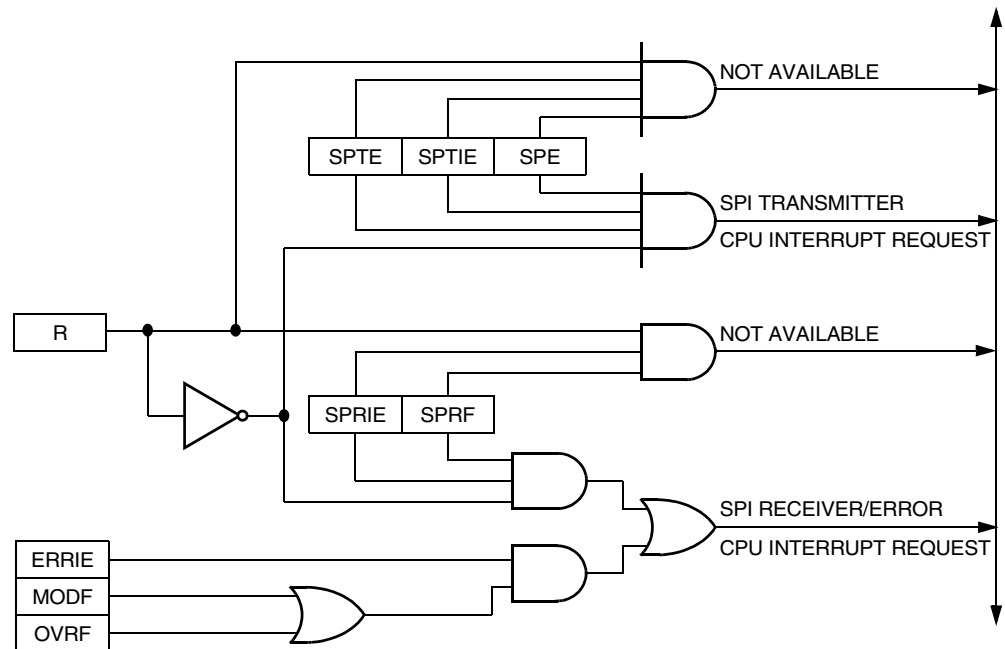 NOT AVAILABLE
SPTE SPTIE SPE
SPI TRANSMITTER
CPU INTERRUPT REQUEST
R
NOT AVAILABLE
SPRIE SPRF
SPI RECEIVER/ERROR
CPU INTERRUPT REQUEST
ERRIE
MODF
OVRF